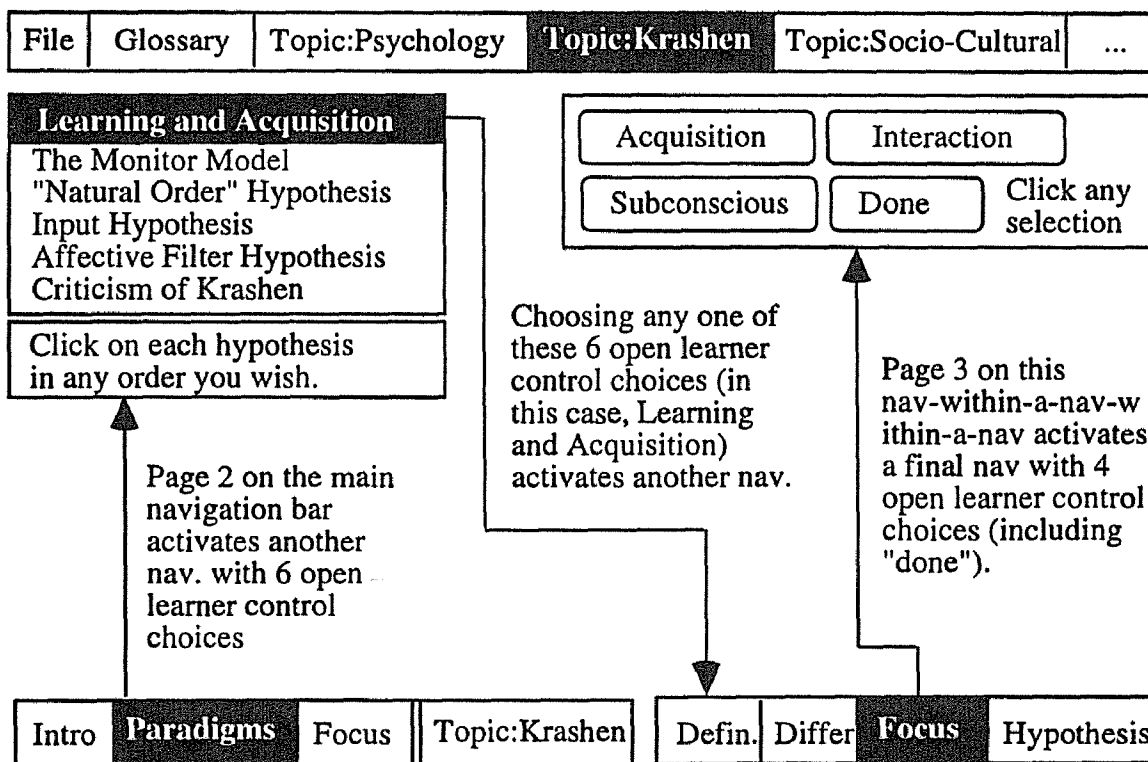 File Glossary Topic:Psychology Topic:Krashen Topic:Socio-Cultural ...
Learning and Acquisition
The Monitor Model
"Natural Order" Hypothesis
Input Hypothesis
Affective Filter Hypothesis
Criticism of Krashen
Click on each hypothesis
in any order you wish.
Acquisition Interaction
Subconscious Done
Click any
selection
Page 2 on the main
navigation bar
activates another
nav. with 6 open
learner control
choices
Choosing any one of
these 6 open learner
control choices (in
this case, Learning
and Acquisition)
activates another nav.
Page 3 on this
nav-within-a-nav-w
ithin-a-nav activates
a final nav with 4
open learner control
choices (including
"done").
Intro Paradigms Focus Topic:Krashen
Defin. Differ Focus Hypothesis